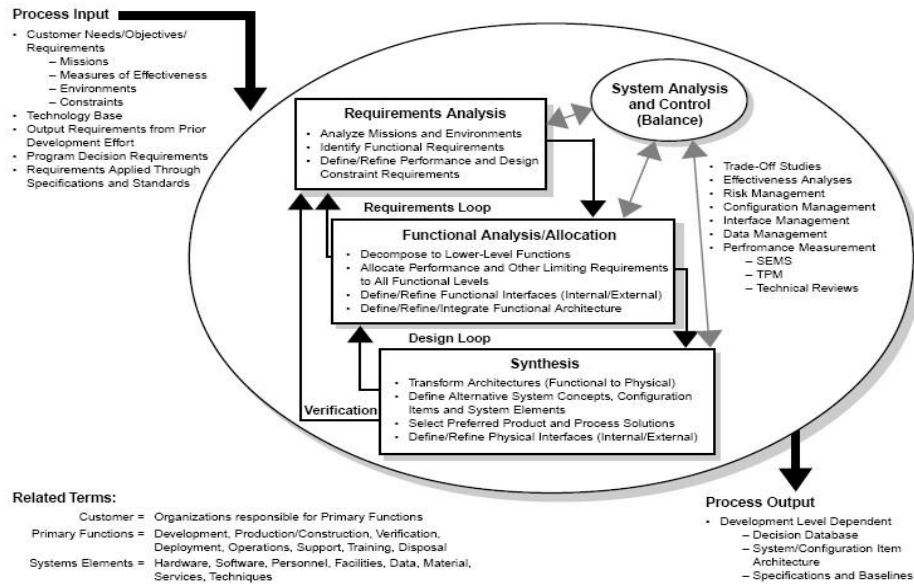 Process Input
• Customer Needs/Objectives/
Requirements
– Missions
– Measures of Effectiveness
– Environments
– Constraints
• Technology Base
• Output Requirements from Prior
Development Effort
• Program Decision Requirements
• Requirements Applied Through
Specifications and Standards
System Analysis
and Control
(Balance)
Requirements Analysis
• Analyze Missions and Environments
• Identify Functional Requirements
• Define/Refine Performance and Design
Constraint Requirements
• Trade-Off Studies
• Effectiveness Analyses
• Risk Management
• Configuration Management
• Interface Management
• Data Management
• Perfromance Measurement
– SEMS
– TPM
– Technical Reviews
Requirements Loop
Functional Analysis/Allocation
• Decompose to Lower-Level Functions
• Allocate Performance and Other Limiting Requirements
to All Functional Levels
• Define/Refine Functional Interfaces (Internal/External)
• Define/Refine/Integrate Functional Architecture
Design Loop
Synthesis
• Transform Architectures (Functional to Physical)
• Define Alternative System Concepts, Configuration
Items and System Elements
• Select Preferred Product and Process Solutions
• Define/Refine Physical Interfaces (Internal/External)
Verification
Related Terms:
Customer = Organizations responsible for Primary Functions
Primary Functions = Development, Production/Construction, Verification,
Deployment, Operations, Support, Training, Disposal
Systems Elements = Hardware, Software, Personnel, Facilities, Data, Material,
Services, Techniques
Process Output
• Development Level Dependent
– Decision Database
– System/Configuration Item
Architecture
– Specifications and Baselines